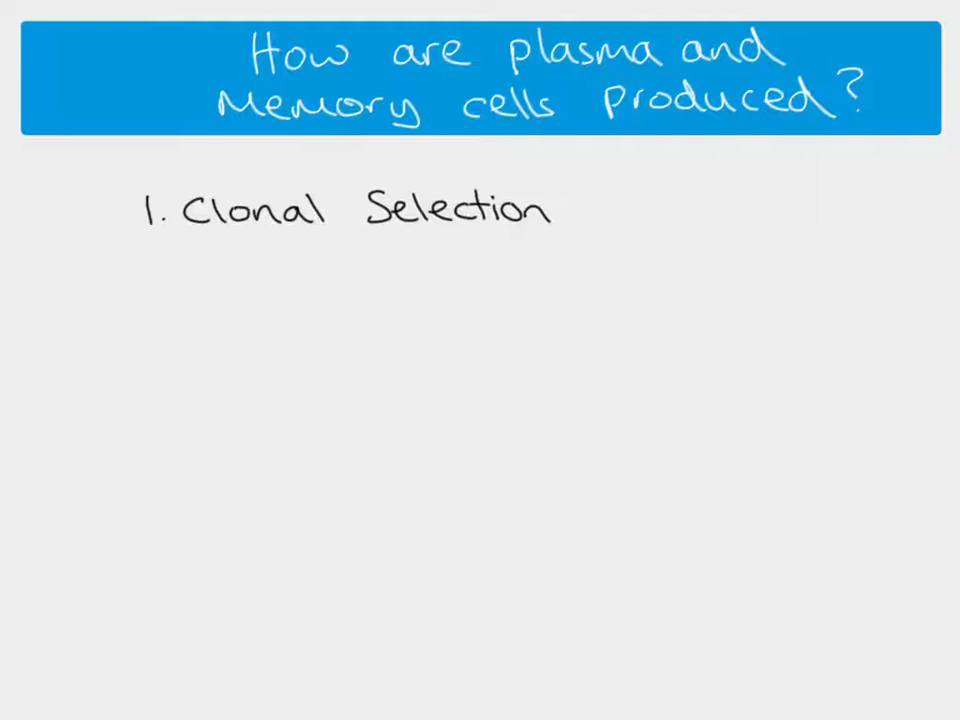 How are plasma and
Memory cells produced?
1. Clonal Selection